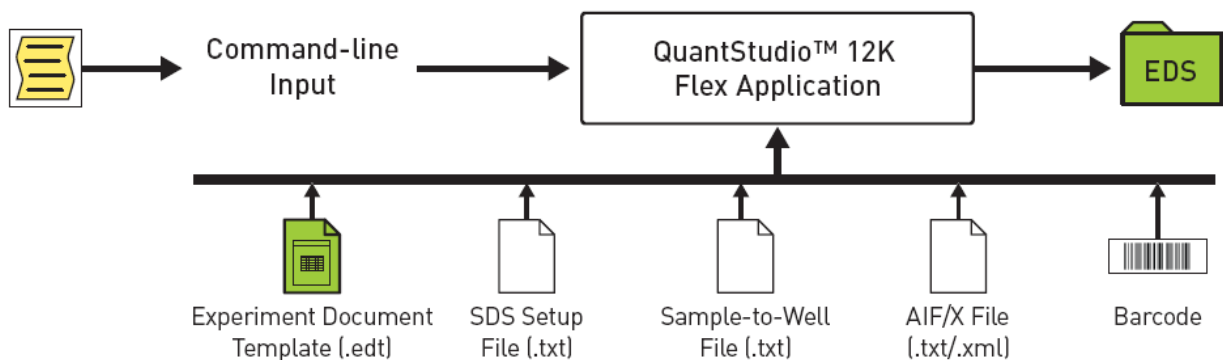 Command-line
Input
QuantStudio™ 12K
Flex Application
EDS
Experiment Document
Template (.edt)
SDS Setup
File (.txt)
Sample-to-Well
File (.txt)
AIF/X File
(.txt/.xml)
Barcode